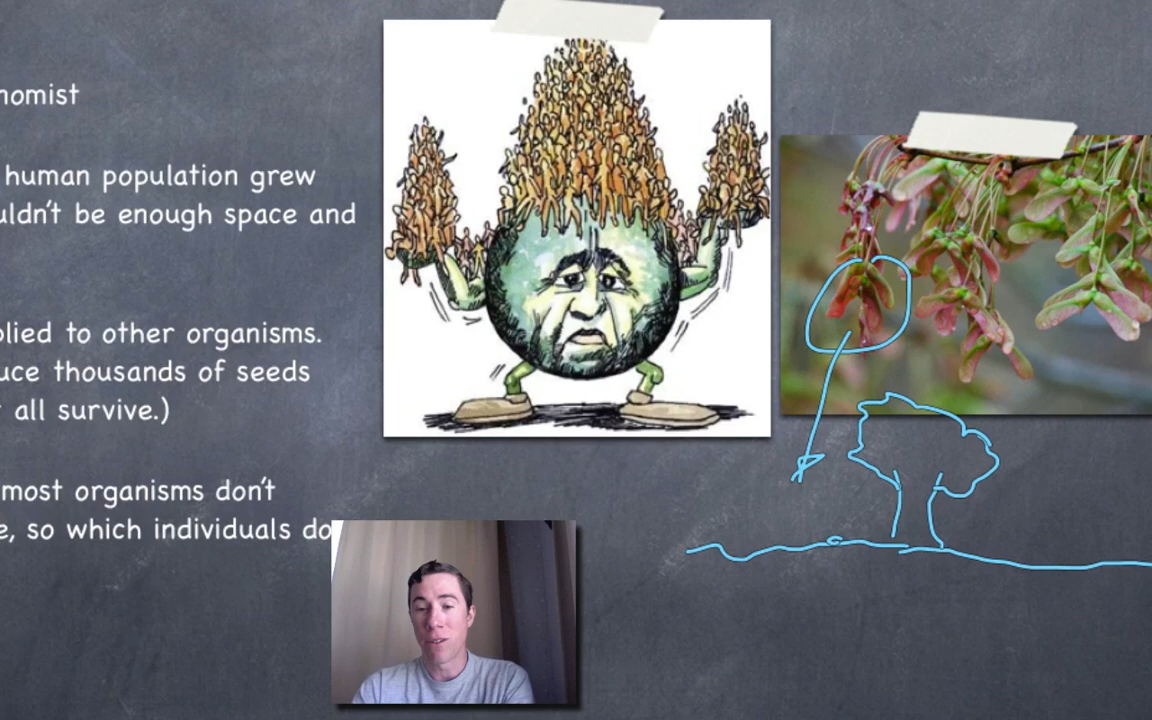 nomist
human population grew
uldn't be enough space and
plied to other organisms.
uce thousands of seeds
all survive.)
most organisms don't
e, so which individuals do